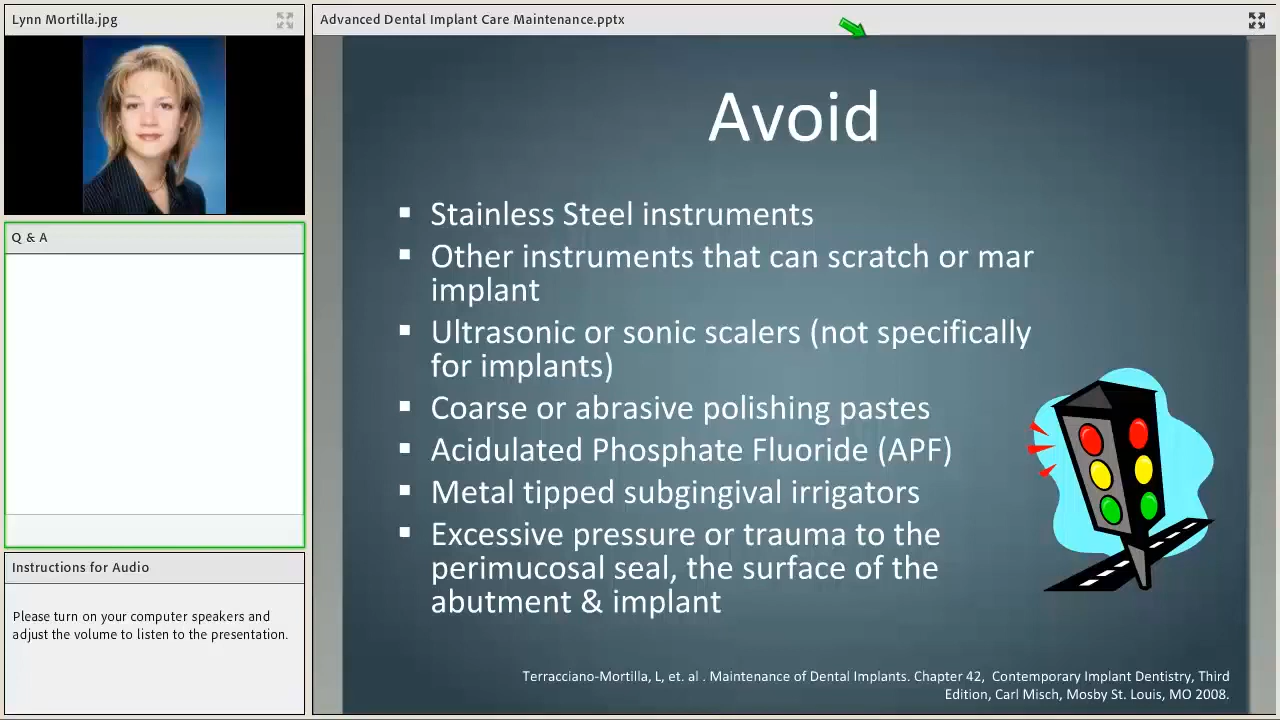 Lynn Mortilla.jpg
Advanced Dental Implant Care Maintenance.pptx
Q & A
Instructions for Audio
Please turn on your computer speakers and
adjust the volume to listen to the presentation.
Avoid
▪ Stainless Steel instruments
▪ Other instruments that can scratch or mar
implant
▪ Ultrasonic or sonic scalers (not specifically
for implants)
▪ Coarse or abrasive polishing pastes
▪ Acidulated Phosphate Fluoride (APF)
▪ Metal tipped subgingival irrigators
▪ Excessive pressure or trauma to the
perimucosal seal, the surface of the
abutment & implant
Terracciano-Mortilla, L, et. al . Maintenance of Dental Implants. Chapter 42, Contemporary Implant Dentistry, Third
Edition, Carl Misch, Mosby St. Louis, MO 2008.